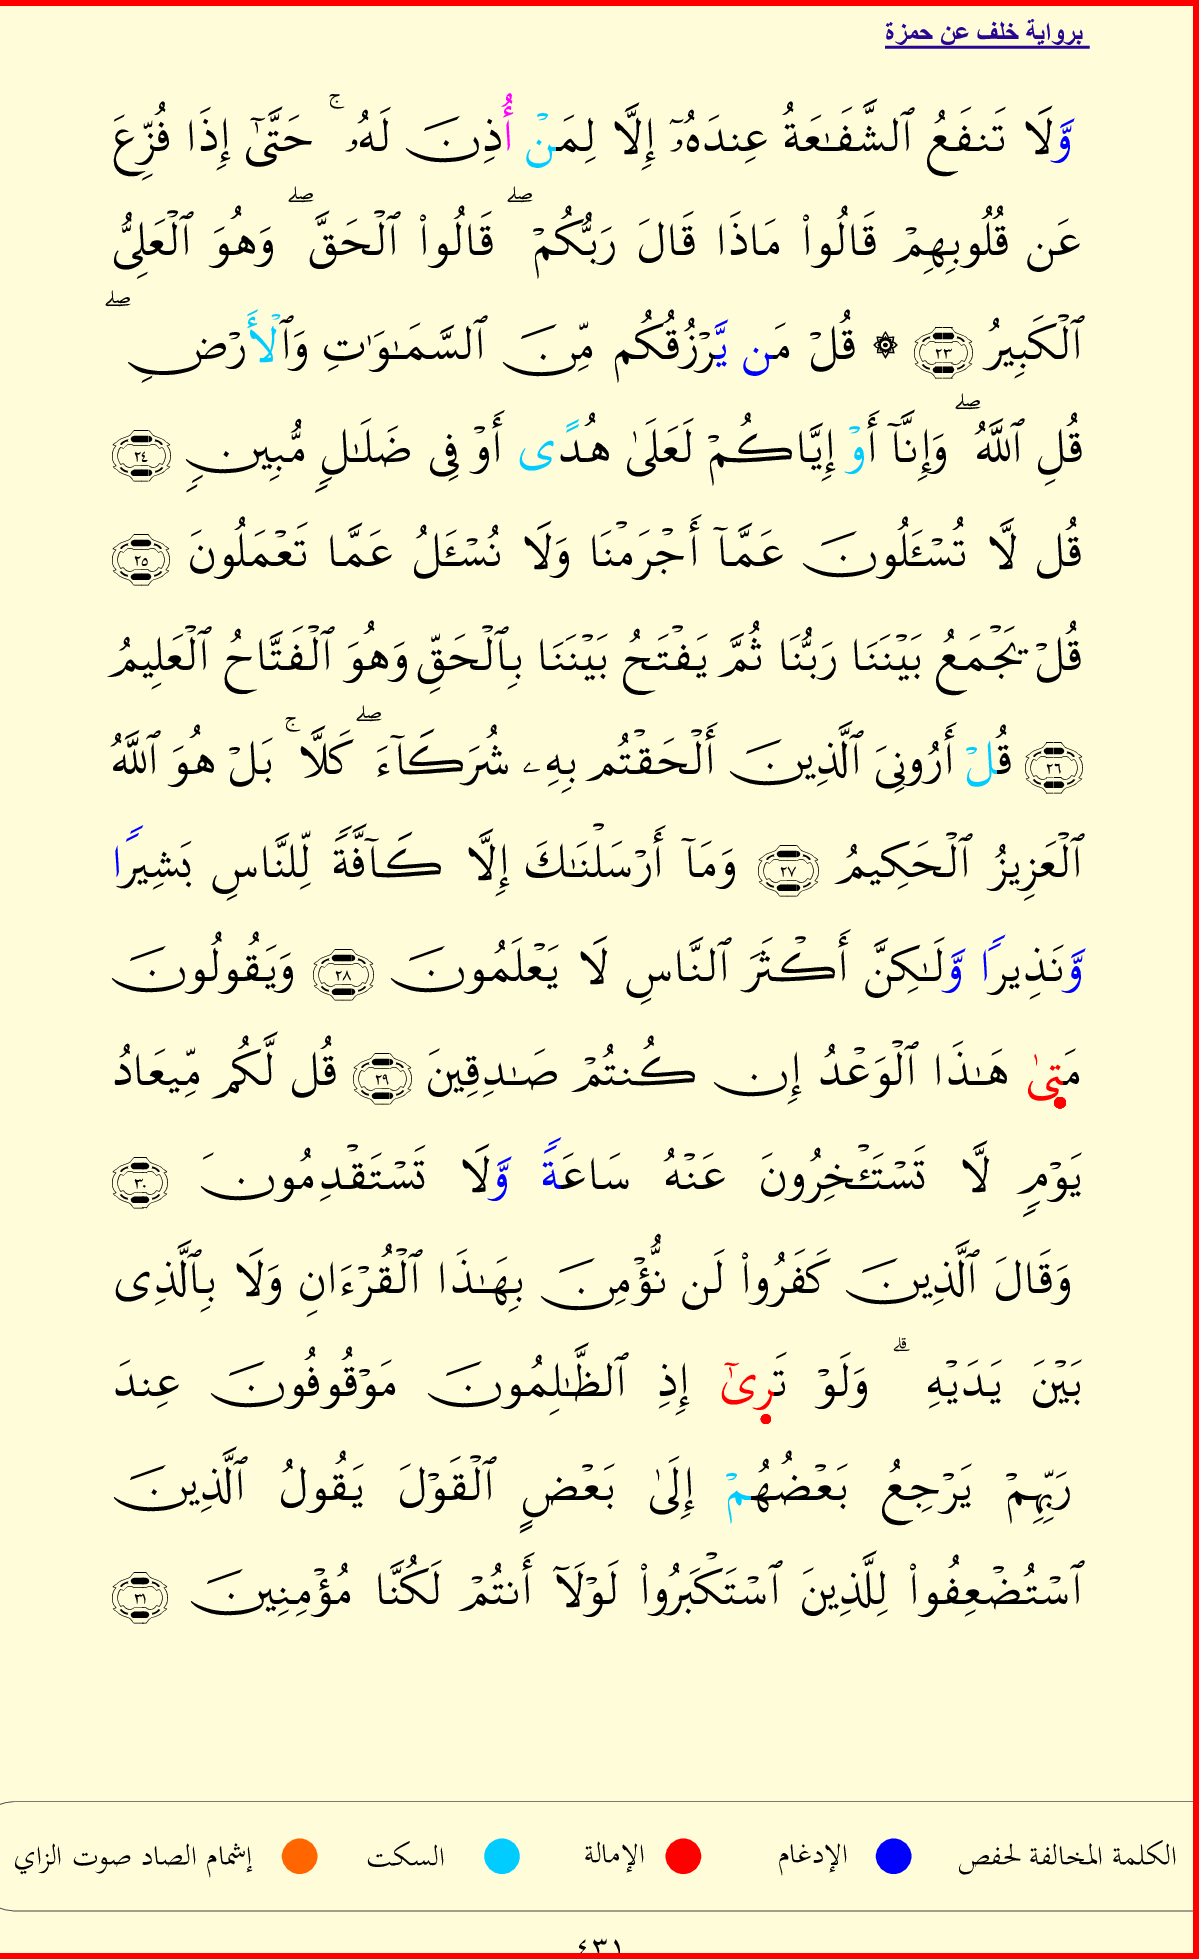 برواية خلف عن حمزة
وَّلَا تَنفَعُ ٱلشَّفَـٰعَةُ عِندَهُۥٓ إِلَّا لِمَنْ أُذِنَ لَهُۥ ۚ حَتَّىٰٓ إِذَا فُزِّعَ
عَن قُلُوبِهِمْ قَالُوا۟ مَاذَا قَالَ رَبُّكُمْ ۖ قَالُوا۟ ٱلْحَقَّ ۖ وَهُوَ ٱلْعَلِىُّ
ٱلْكَبِيرُ ٢٣ ۞ قُلْ مَن يَّرْزُقُكُم مِّنَ ٱلسَّمَـٰوَٰتِ وَٱلْأَرْضِ ۖ
قُلِ ٱللَّهُ ۖ وَإِنَّآ أَوْ إِيَّاكُمْ لَعَلَىٰ هُدًى أَوْ فِى ضَلَـٰلٍ مُّبِينٍ ٢٤
قُل لَّا تُسْـَٔلُونَ عَمَّآ أَجْرَمْنَا وَلَا نُسْـَٔلُ عَمَّا تَعْمَلُونَ ٢٥
قُلْ يَجْمَعُ بَيْنَنَا رَبُّنَا ثُمَّ يَفْتَحُ بَيْنَنَا بِٱلْحَقِّ وَهُوَ ٱلْفَتَّاحُ ٱلْعَلِيمُ
٢٦ قُلْ أَرُونِىَ ٱلَّذِينَ أَلْحَقْتُم بِهِۦ شُرَكَآءَ ۖ كَلَّا ۚ بَلْ هُوَ ٱللَّهُ
ٱلْعَزِيزُ ٱلْحَكِيمُ ٢٧ وَمَآ أَرْسَلْنَـٰكَ إِلَّا كَآفَّةً لِّلنَّاسِ بَشِيرًا
وَّنَذِيرًا وَّلَـٰكِنَّ أَكْثَرَ ٱلنَّاسِ لَا يَعْلَمُونَ ٢٨ وَيَقُولُونَ
مَتِىٰ هَـٰذَا ٱلْوَعْدُ إِن كُنتُمْ صَـٰدِقِينَ ٢٩ قُل لَّكُم مِّيعَادُ
يَوْمٍ لَّا تَسْتَـْٔخِرُونَ عَنْهُ سَاعَةً وَّلَا تَسْتَقْدِمُونَ ٣٠
وَقَالَ ٱلَّذِينَ كَفَرُوا۟ لَن نُّؤْمِنَ بِهَـٰذَا ٱلْقُرْءَانِ وَلَا بِٱلَّذِى
بَيْنَ يَدَيْهِ ۗ وَلَوْ تَرِىٰٓ إِذِ ٱلظَّـٰلِمُونَ مَوْقُوفُونَ عِندَ
رَبِّهِمْ يَرْجِعُ بَعْضُهُمْ إِلَىٰ بَعْضٍ ٱلْقَوْلَ يَقُولُ ٱلَّذِينَ
ٱسْتُضْعِفُوا۟ لِلَّذِينَ ٱسْتَكْبَرُوا۟ لَوْلَآ أَنتُمْ لَكُنَّا مُؤْمِنِينَ ٣١
الكلمة المخالفة لحفص الإدغام الإمالة السكت إشمام الصاد صوت الزاي
٤٣١